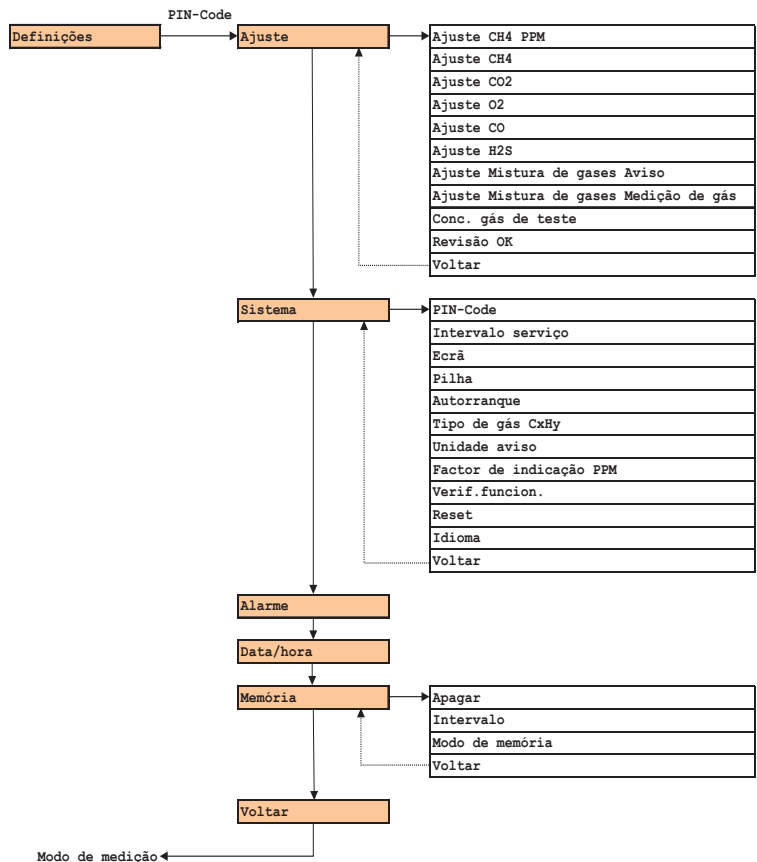 PIN-Code
Definições
Ajuste
Ajuste CH4 PPM
Ajuste CH4
Ajuste CO2
Ajuste O2
Ajuste CO
Ajuste H2S
Ajuste Mistura de gases Aviso
Ajuste Mistura de gases Medição de gás
Conc. gás de teste
Revisão OK
Voltar
Sistema
PIN-Code
Intervalo serviço
Ecrã
Pilha
Autorranque
Tipo de gás CxHy
Unidade aviso
Factor de indicação PPM
Verif.funcion.
Reset
Idioma
Voltar
Alarme
Data/hora
Memória
Apagar
Intervalo
Modo de memória
Voltar
Voltar
Modo de medição